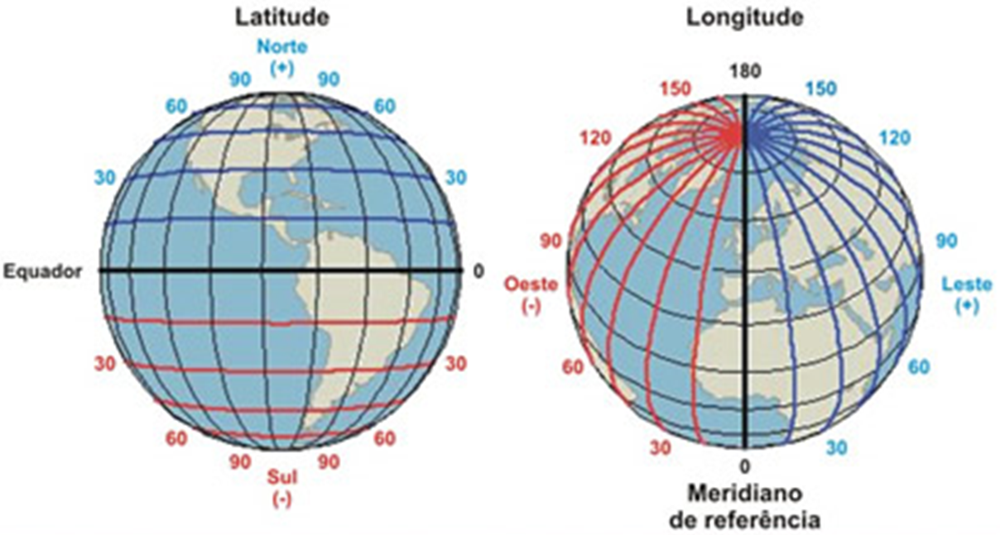 Latitude
Norte
(+)
90 90
60 60
30 30
Equador 0
30 30
60 60
90 90
Sul
(-)
Longitude
180
150 150
120 120
90 90
Oeste Leste
(-) (+)
60 60
30 30
0
Meridiano
de referência